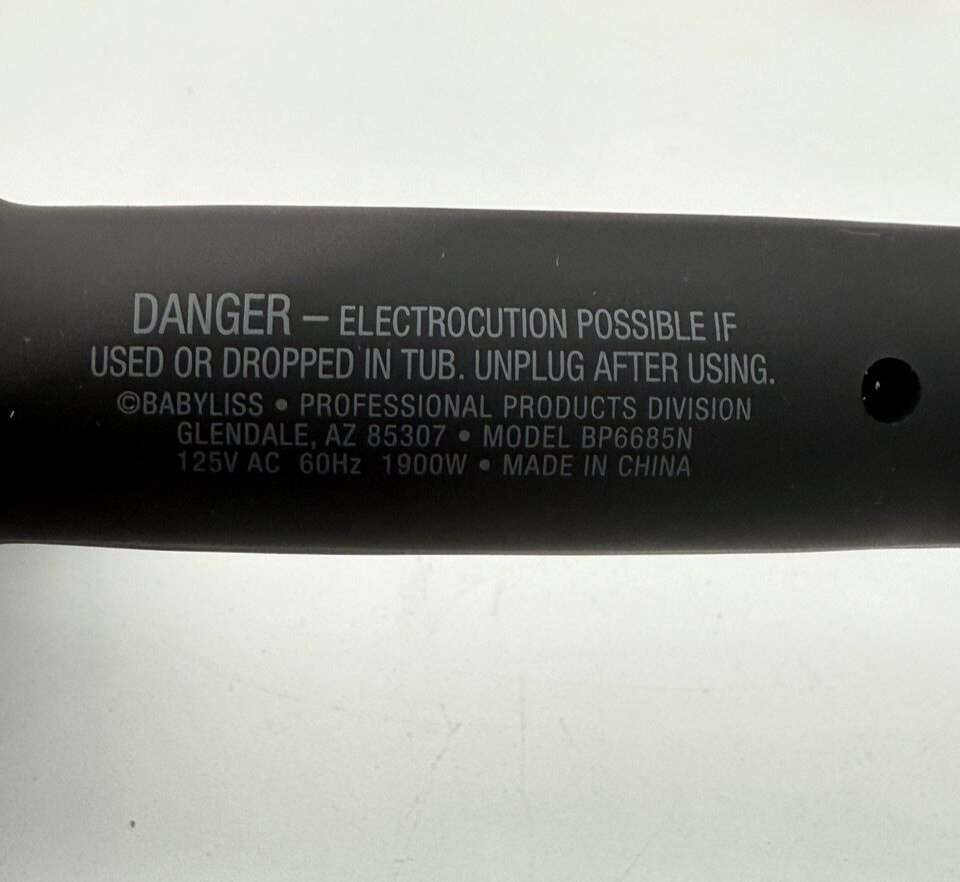 DANGER – ELECTROCUTION POSSIBLE IF
USED OR DROPPED IN TUB. UNPLUG AFTER USING.
©BABYLISS • PROFESSIONAL PRODUCTS DIVISION
GLENDALE, AZ 85307 • MODEL BP6685N
125V AC 60Hz 1900W • MADE IN CHINA